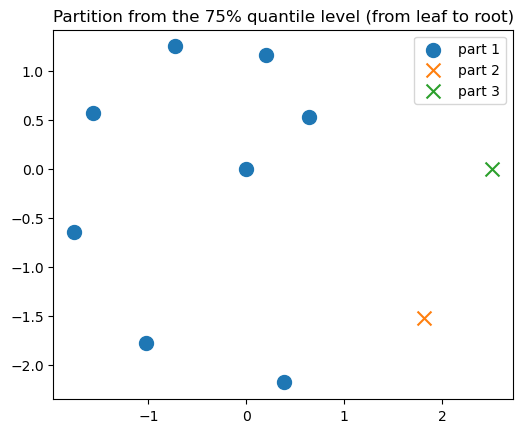 Partition from the 75% quantile level (from leaf to root)
part 1
part 2
part 3
1.0
0.5
0.0
−0.5
−1.0
−1.5
−2.0
−1
0
1
2